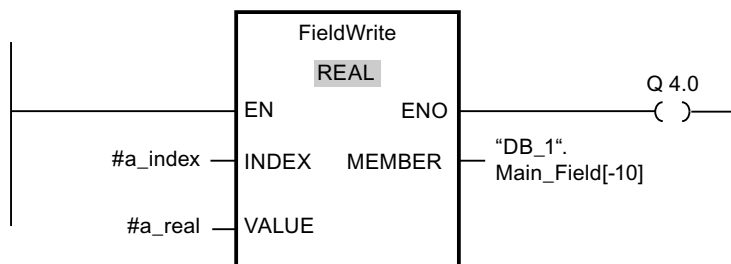 FieldWrite
REAL
Q 4.0
EN ENO
#a_index INDEX MEMBER “DB_1“.
Main_Field[-10]
#a_real VALUE